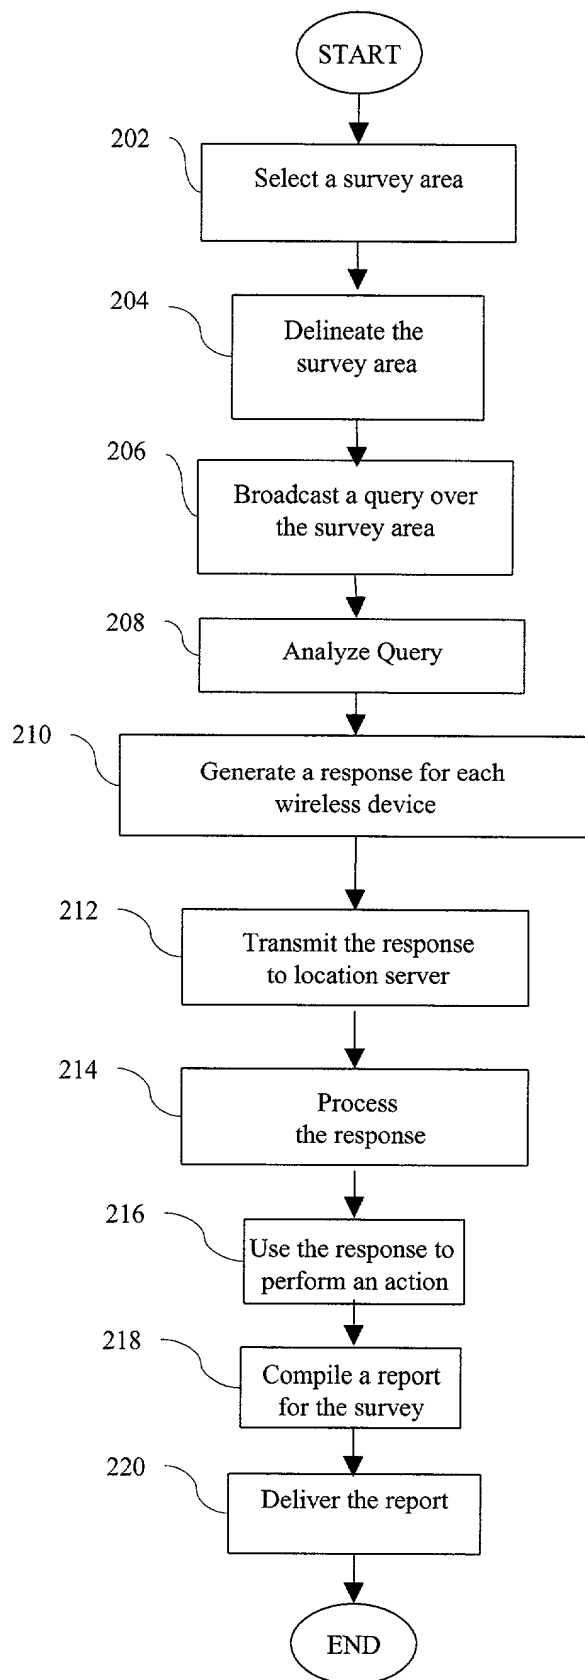 START
202
Select a survey area
204
Delineate the
survey area
206
Broadcast a query over
the survey area
208
Analyze Query
210
Generate a response for each
wireless device
212
Transmit the response
to location server
214
Process
the response
216
Use the response to
perform an action
218
Compile a report
for the survey
220
Deliver the report
END